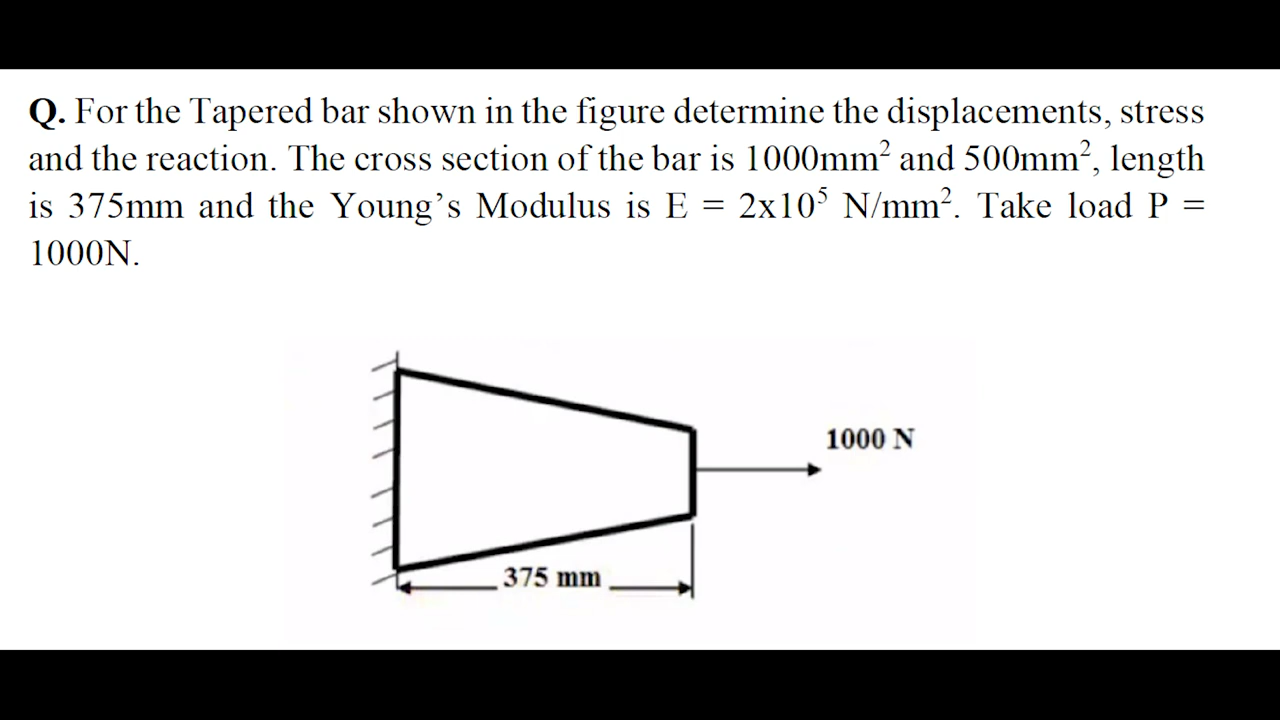 Q. For the Tapered bar shown in the figure determine the displacements, stress
and the reaction. The cross section of the bar is 1000mm² and 500mm², length
is 375mm and the Young’s Modulus is E = 2x10⁵ N/mm². Take load P =
1000N.
1000 N
375 mm